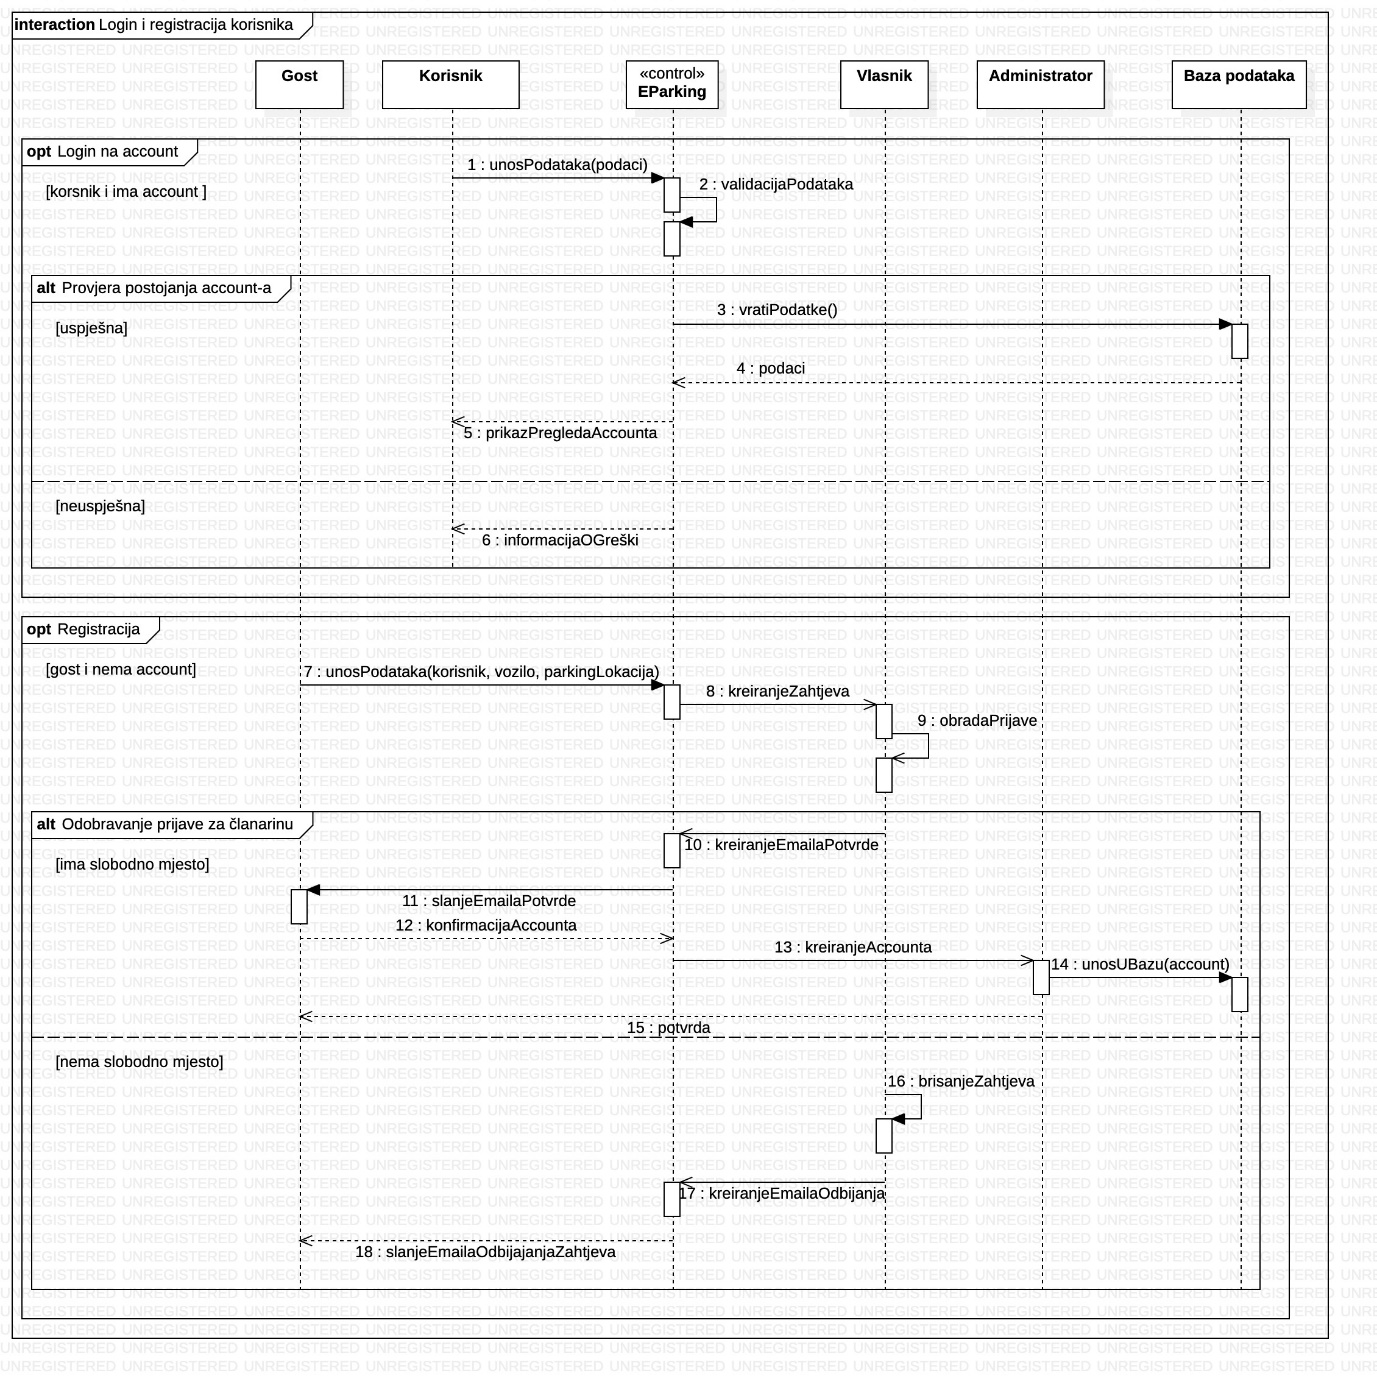 interaction Login i registracija korisnika
Gost
Korisnik
«control»
EParking
Vlasnik
Administrator
Baza podataka
opt Login na account
[korsnik i ima account ]
1 : unosPodataka(podaci)
2 : validacijaPodataka
alt Provjera postojanja account-a
[uspješna]
3 : vratiPodatke()
4 : podaci
5 : prikazPregledaAccounta
[neuspješna]
6 : informacijaOGreški
opt Registracija
[gost i nema account]
7 : unosPodataka(korisnik, vozilo, parkingLokacija)
8 : kreiranjeZahtjeva
9 : obradaPrijave
alt Odobravanje prijave za članarinu
[ima slobodno mjesto]
10 : kreiranjeEmailaPotvrde
11 : slanjeEmailaPotvrde
12 : konfirmacijaAccounta
13 : kreiranjeAccounta
14 : unosUBazu(account)
15 : potvrda
[nema slobodno mjesto]
16 : brisanjeZahtjeva
17 : kreiranjeEmailaOdbijanja
18 : slanjeEmailaOdbijajanjaZahtjeva
UNREGISTERED